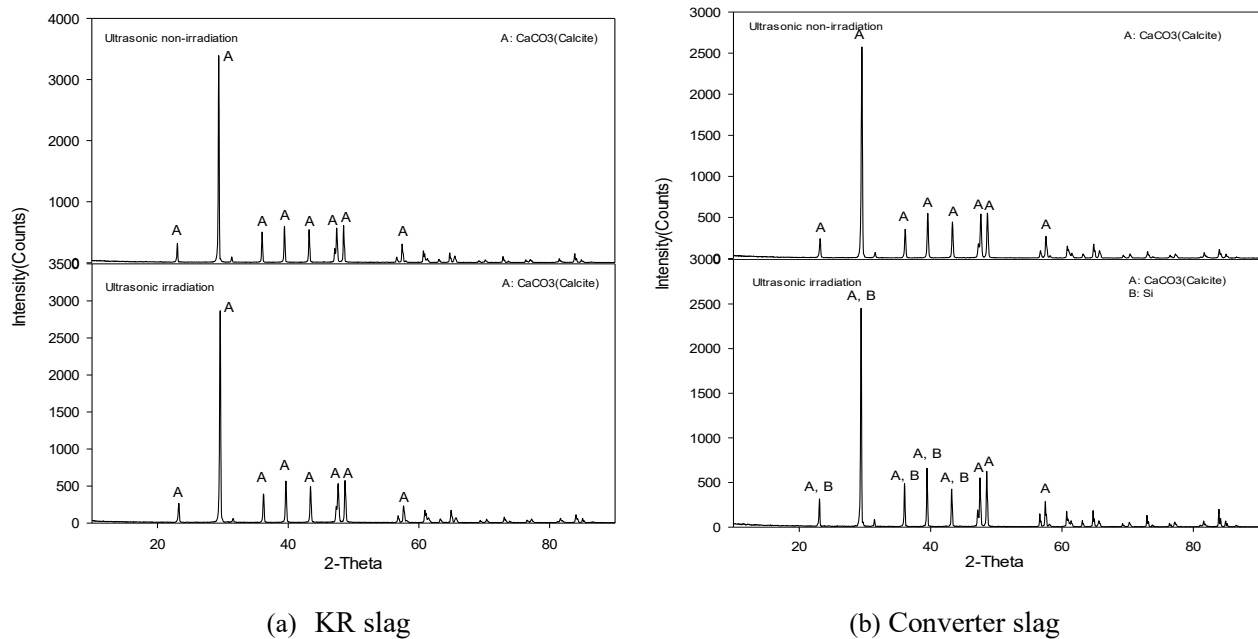 4000
Ultrasonic non-irradiation
A: CaCO3(Calcite)
A
3000
2000
1000
A A A A A A A A
0
3500
Ultrasonic irradiation
A: CaCO3(Calcite)
A
3000
2500
2000
1500
1000
500
A A A A A A A A
0
20 40 60 80
2-Theta
Intensity(Counts)
(a) KR slag
3000
Ultrasonic non-irradiation
A: CaCO3(Calcite)
A
2500
2000
1500
1000
500
A A A A A A A
0
3000
Ultrasonic irradiation
A: CaCO3(Calcite)
B: Si
A, B
2500
2000
1500
1000
500
A, B A, B A, B A, B A A A
0
20 40 60 80
2-Theta
Intensity(Counts)
(b) Converter slag